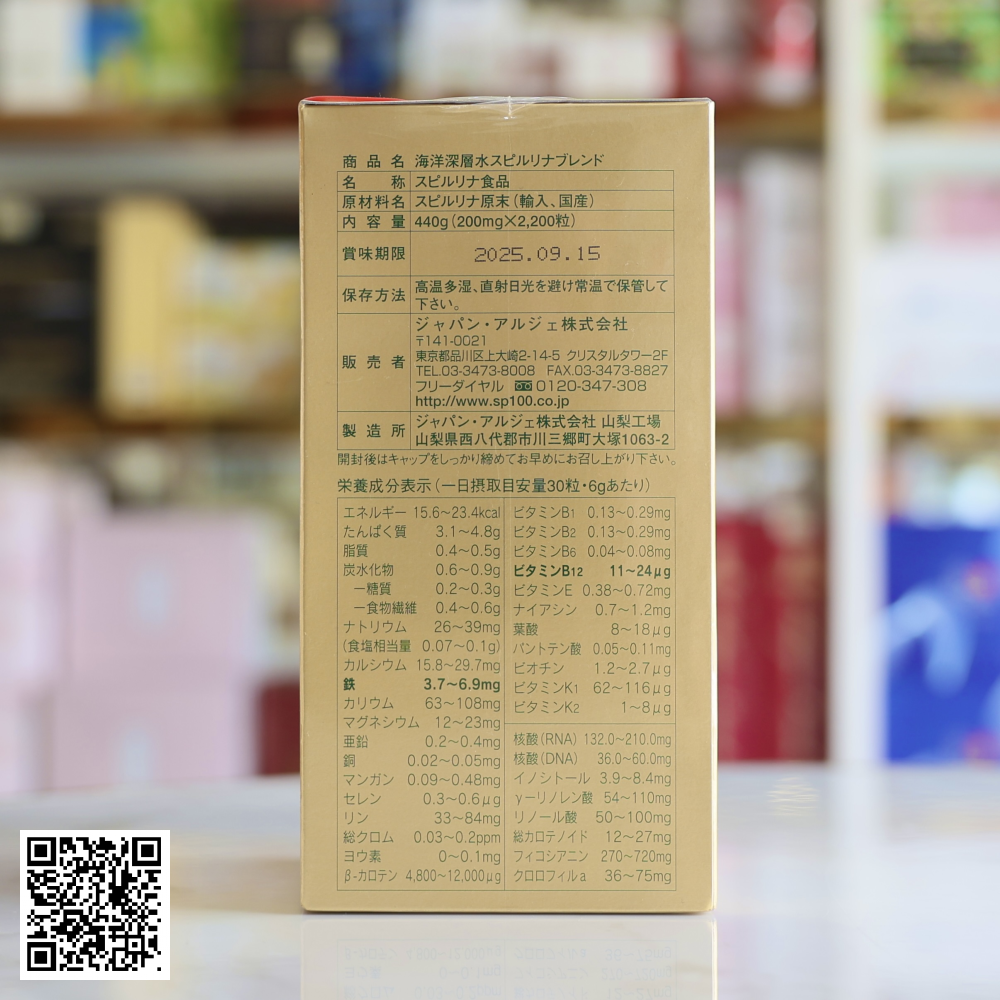 商品名 海洋深層水スピルリナブレンド
名称 スピルリナ食品
原材料名 スピルリナ原末(輸入、国産)
内容量 440g(200mg×2,200粒)
賞味期限 2025.09.15
保存方法 高温多湿、直射日光を避け常温で保管して
下さい。
販売者 ジャパン・アルジェ株式会社
〒141-0021
東京都品川区上大崎2-14-5 クリスタルタワー2F
TEL.03-3473-8008 FAX.03-3473-8827
フリーダイヤル 0120-347-308
http://www.sp100.co.jp
製造所 ジャパン・アルジェ株式会社 山梨工場
山梨県西八代郡市川三郷町大塚1063-2
開封後はキャップをしっかり締めてお早めにお召し上がり下さい。
栄養成分表示(一日摂取目安量30粒・6gあたり)
エネルギー 15.6~23.4kcal
たんぱく質 3.1~4.8g
脂質 0.4~0.5g
炭水化物 0.6~0.9g
ー糖質 0.2~0.3g
ー食物繊維 0.4~0.6g
ナトリウム 26~39mg
(食塩相当量 0.07~0.1g)
カルシウム 15.8~29.7mg
鉄 3.7~6.9mg
カリウム 63~108mg
マグネシウム 12~23mg
亜鉛 0.2~0.4mg
銅 0.02~0.05mg
マンガン 0.09~0.48mg
セレン 0.3~0.6μg
リン 33~84mg
総クロム 0.03~0.2ppm
ヨウ素 0~0.1mg
β-カロテン 4,800~12,000μg
ビタミンB1 0.13~0.29mg
ビタミンB2 0.13~0.29mg
ビタミンB6 0.04~0.08mg
ビタミンB12 11~24μg
ビタミンE 0.38~0.72mg
ナイアシン 0.7~1.2mg
葉酸 8~18μg
パントテン酸 0.05~0.11mg
ビオチン 1.2~2.7μg
ビタミンK1 62~116μg
ビタミンK2 1~8μg
核酸(RNA) 132.0~210.0mg
核酸(DNA) 36.0~60.0mg
イノシトール 3.9~8.4mg
γーリノレン酸 54~110mg
リノール酸 50~100mg
総カロテノイド 12~27mg
フィコシアニン 270~720mg
クロロフィルa 36~75mg